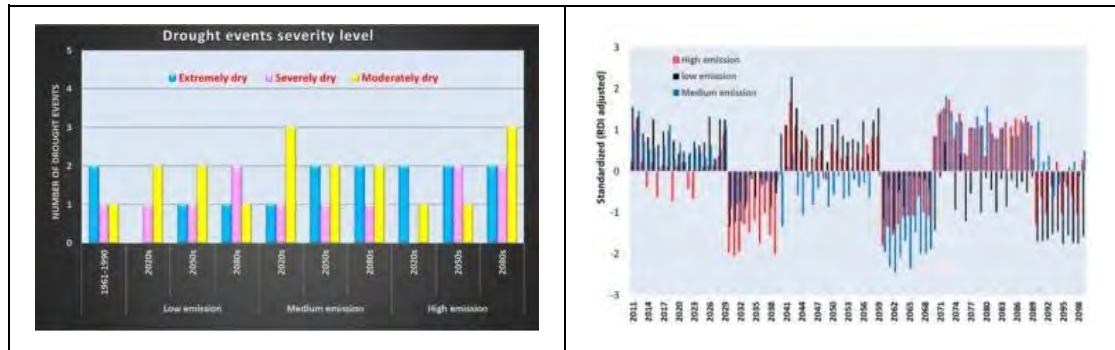 Drought events severity level
Extremely dry Severely dry Moderately dry
NUMBER OF DROUGHT EVENTS
5
4
3
2
1
0
1961-1990 2020s 2050s 2080s 2020s 2050s 2080s 2020s 2050s 2080s
Low emission Medium emission High emission
High emission
low emission
Medium emission
Standardized (RDI adjusted)
3
2
1
0
-1
-2
-3
2011 2014 2017 2020 2023 2026 2029 2032 2035 2038 2041 2044 2047 2050 2053 2056 2059 2062 2065 2068 2071 2074 2077 2080 2083 2086 2089 2092 2095 2098